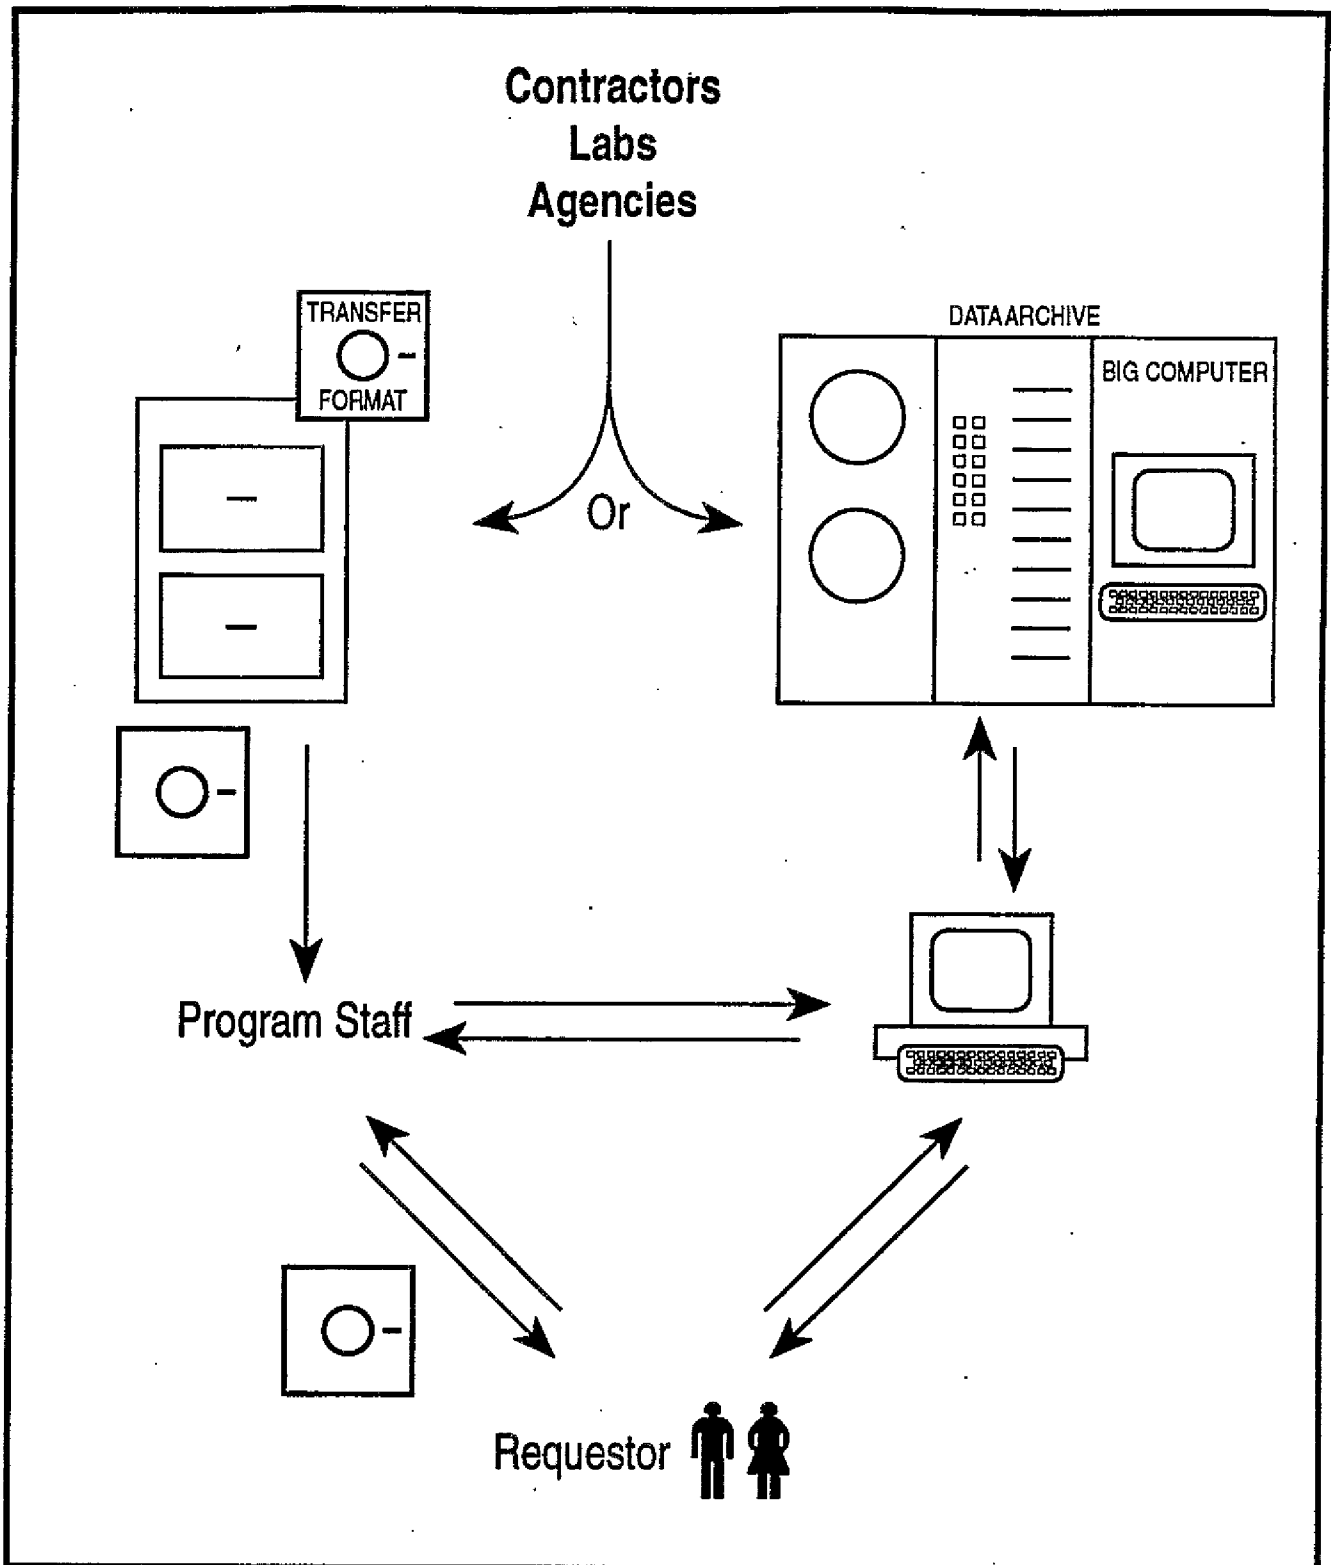 Contractors
Labs
Agencies
TRANSFER
FORMAT
DATA ARCHIVE
BIG COMPUTER
Or
Program Staff
Requestor